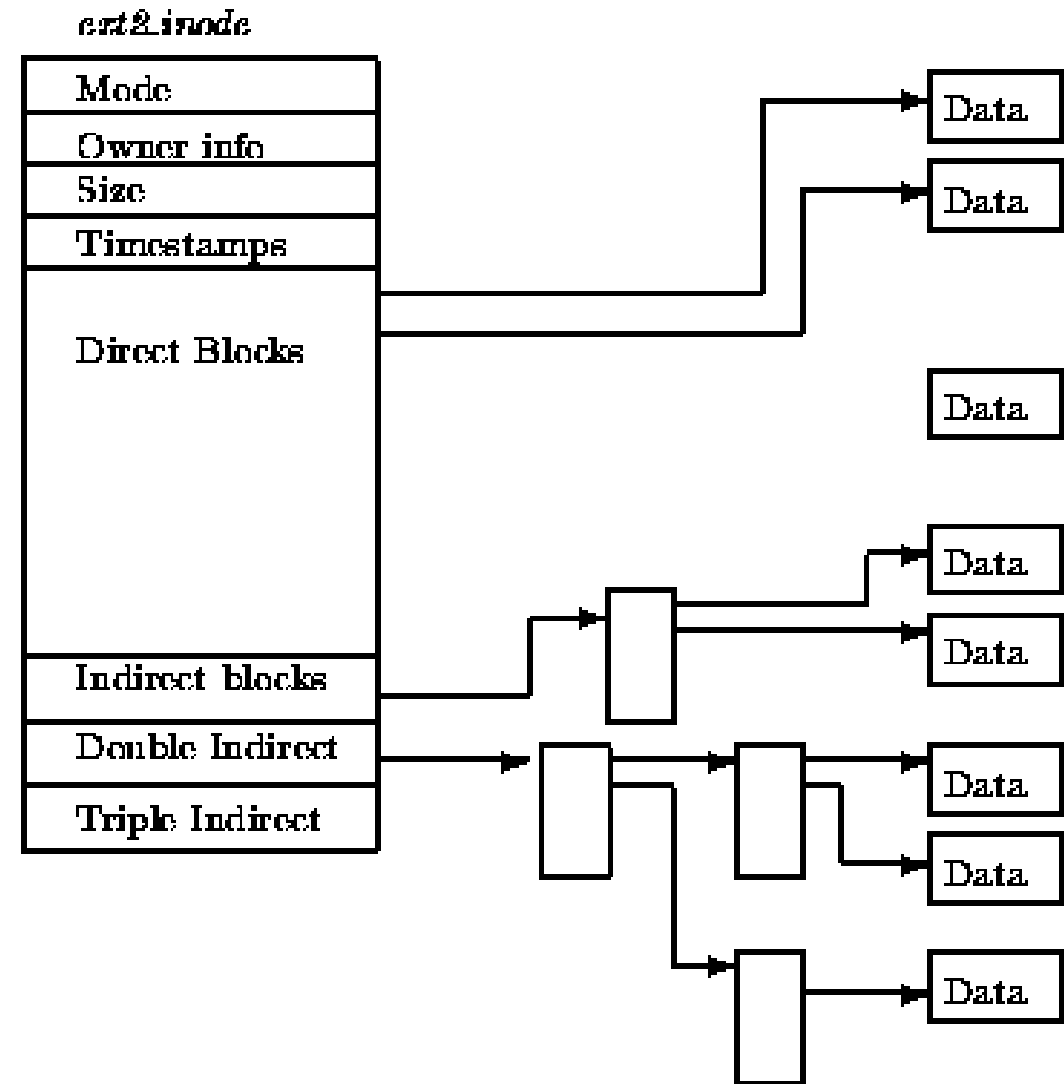 ext2_inode
Mode
Owner info
Size
Timestamps
Direct Blocks
Indirect blocks
Double Indirect
Triple Indirect
Data
Data
Data
Data
Data
Data
Data
Data